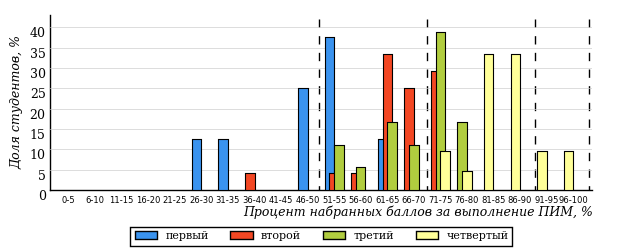 Доля студентов, %
40
35
30
25
20
15
10
5
0
0-5 6-10 11-15 16-20 21-25 26-30 31-35 36-40 41-45 46-50 51-55 56-60 61-65 66-70 71-75 76-80 81-85 86-90 91-95 96-100
Процент набранных баллов за выполнение ПИМ, %
первый второй третий четвертый